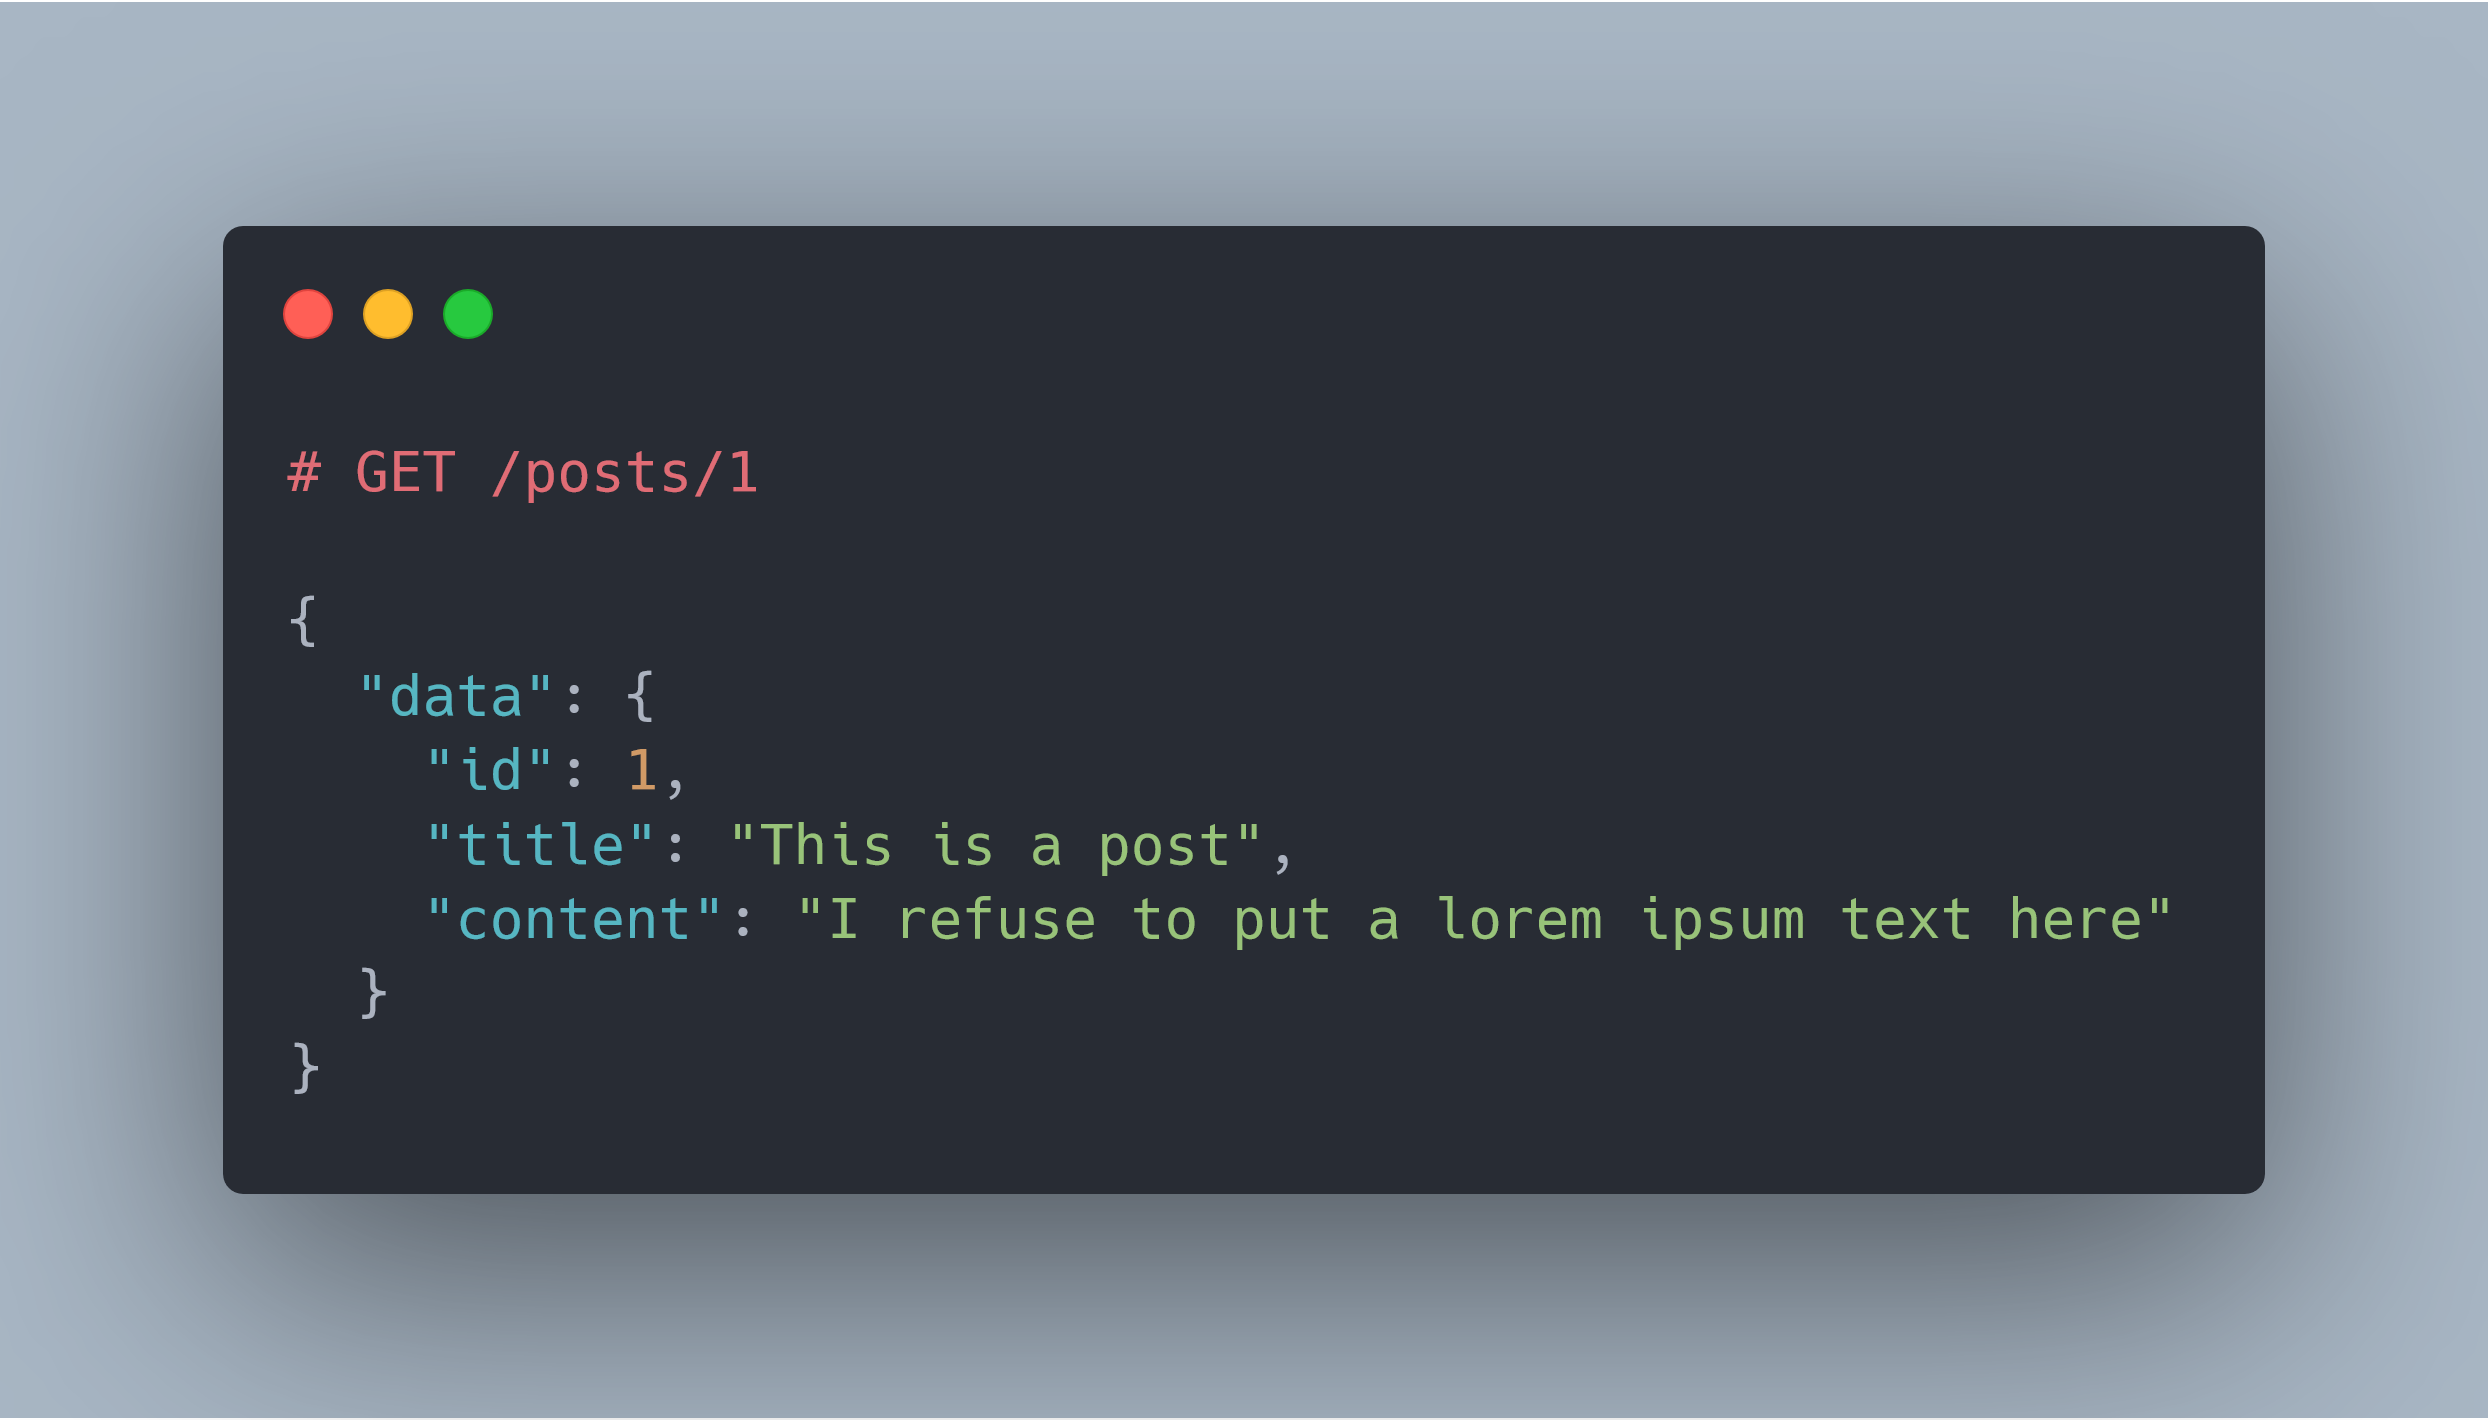 # GET /posts/1
{
  "data": {
    "id": 1,
    "title": "This is a post",
    "content": "I refuse to put a lorem ipsum text here"
  }
}